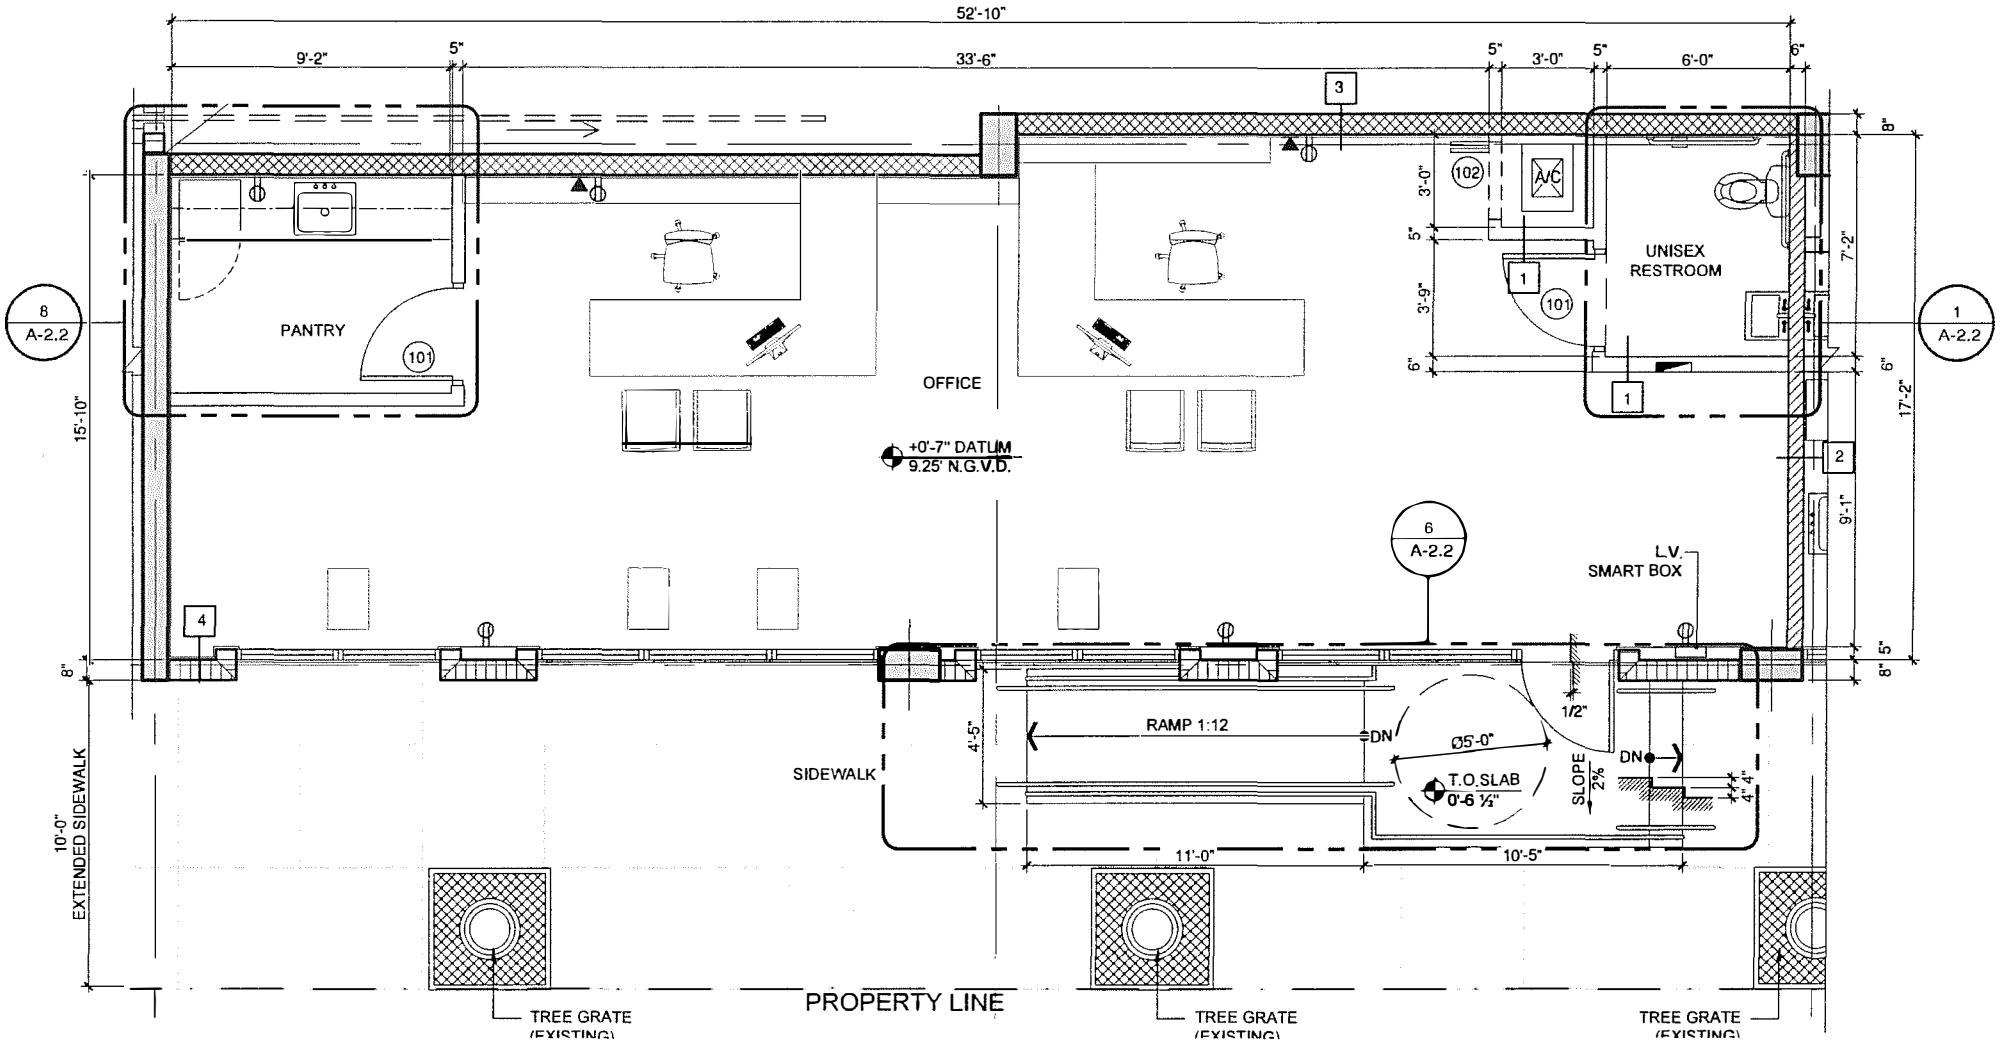 52'-10"
9'-2"
5"
33'-6"
5"
3'-0"
5"
6'-0"
6"
3
8"
102
A/C
3'-0"
5"
UNISEX
RESTROOM
7'-2"
1
3'-9"
101
8
A-2.2
PANTRY
101
1
A-2.2
6"
6"
OFFICE
1
17'-2"
15'-10"
+0'-7" DATUM
9.25' N.G.V.D.
2
9'-1"
6
A-2.2
L.V.
SMART BOX
4
8"
5"
8"
1/2"
4'-5"
RAMP 1:12
DN
Ø5'-0"
SLOPE
2%
DN
SIDEWALK
T.O.SLAB
0'-6 ½"
4"
4"
10'-0"
EXTENDED SIDEWALK
11'-0"
10'-5"
PROPERTY LINE
TREE GRATE
(EXISTING)
TREE GRATE
(EXISTING)
TREE GRATE
(EXISTING)